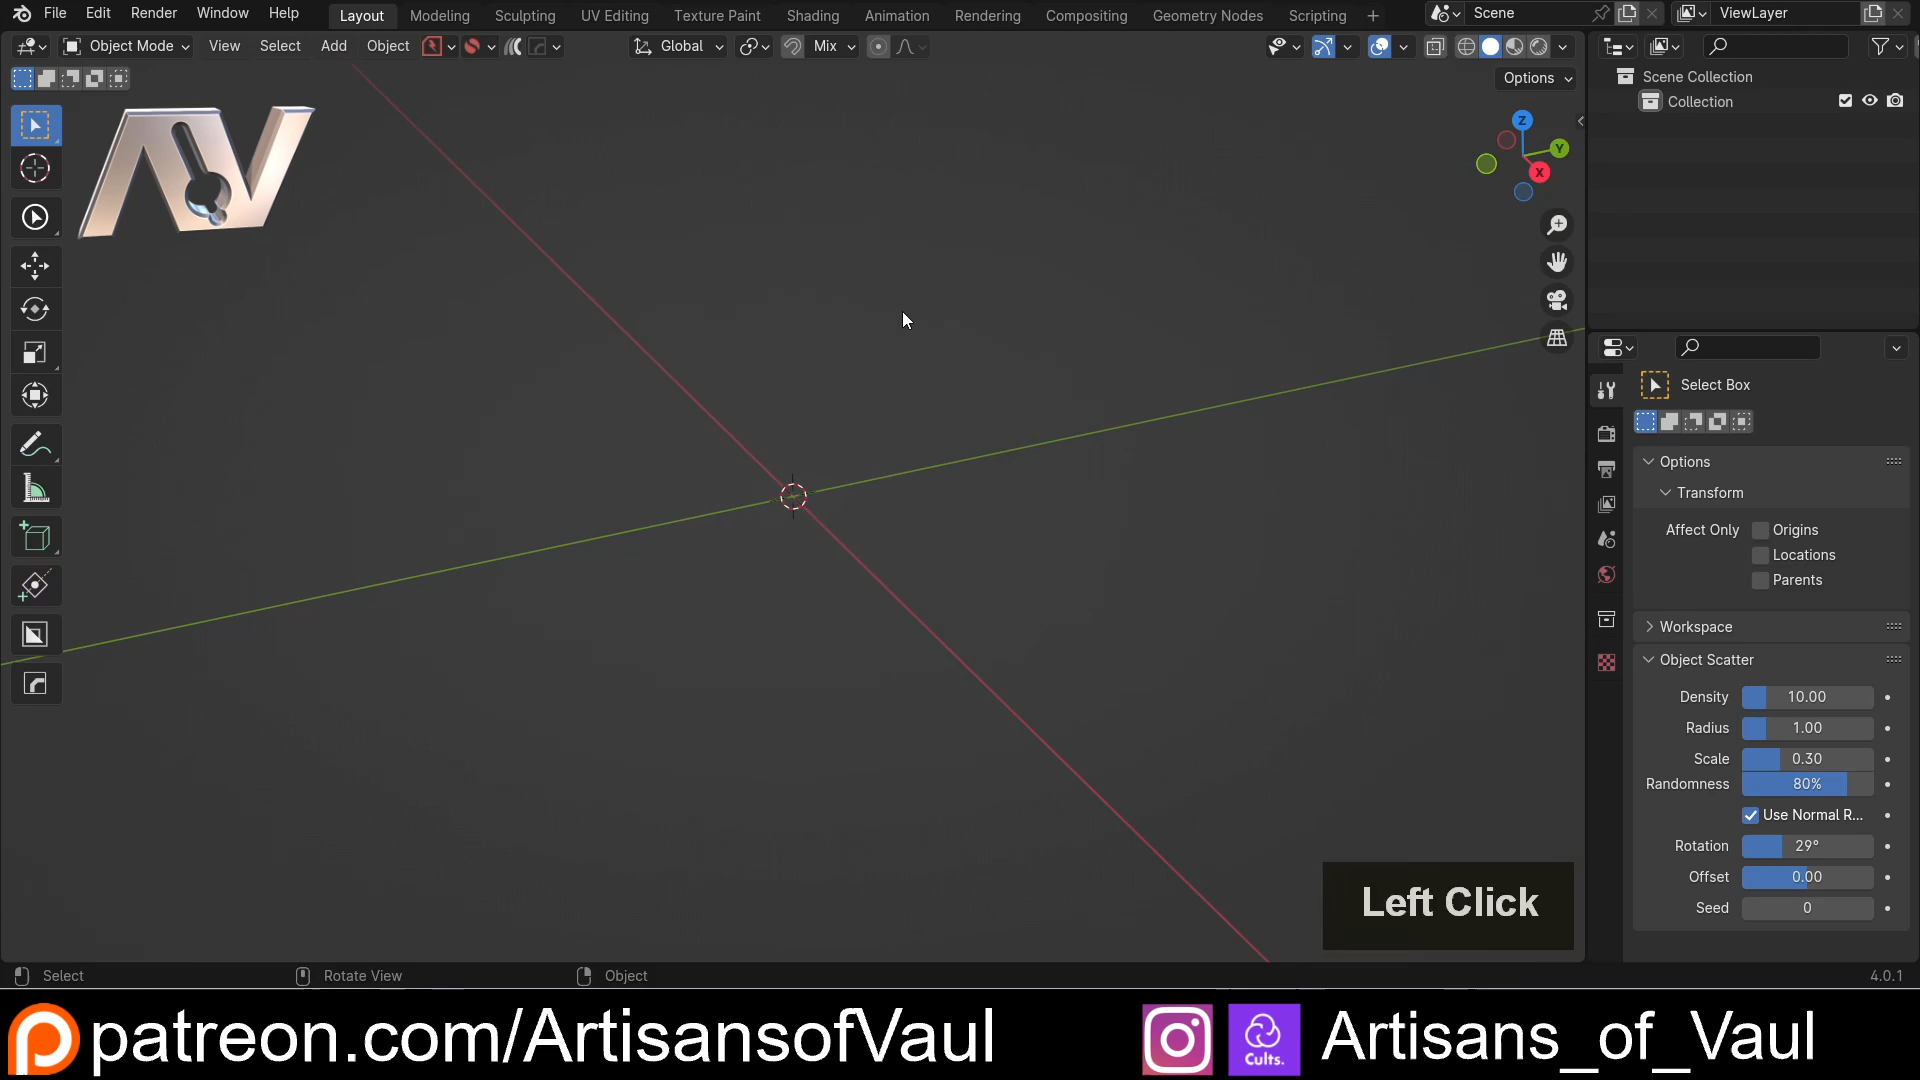 File Edit Render Window Help Layout Modeling Sculpting UV Editing Texture Paint Shading Animation Rendering Compositing Geometry Nodes Scripting + Scene ViewLayer
Object Mode View Select Add Object Global Mix
Options
Scene Collection
Collection
Z
Y
X
AV
Select Box
Options
Transform
Affect Only Origins
Locations
Parents
Workspace
Object Scatter
Density 10.00
Radius 1.00
Scale 0.30
Randomness 80%
Use Normal R...
Rotation 29°
Offset 0.00
Seed 0
Left Click
Select Rotate View Object 4.0.1
patreon.com/ArtisansofVaul Cults. Artisans_of_Vaul